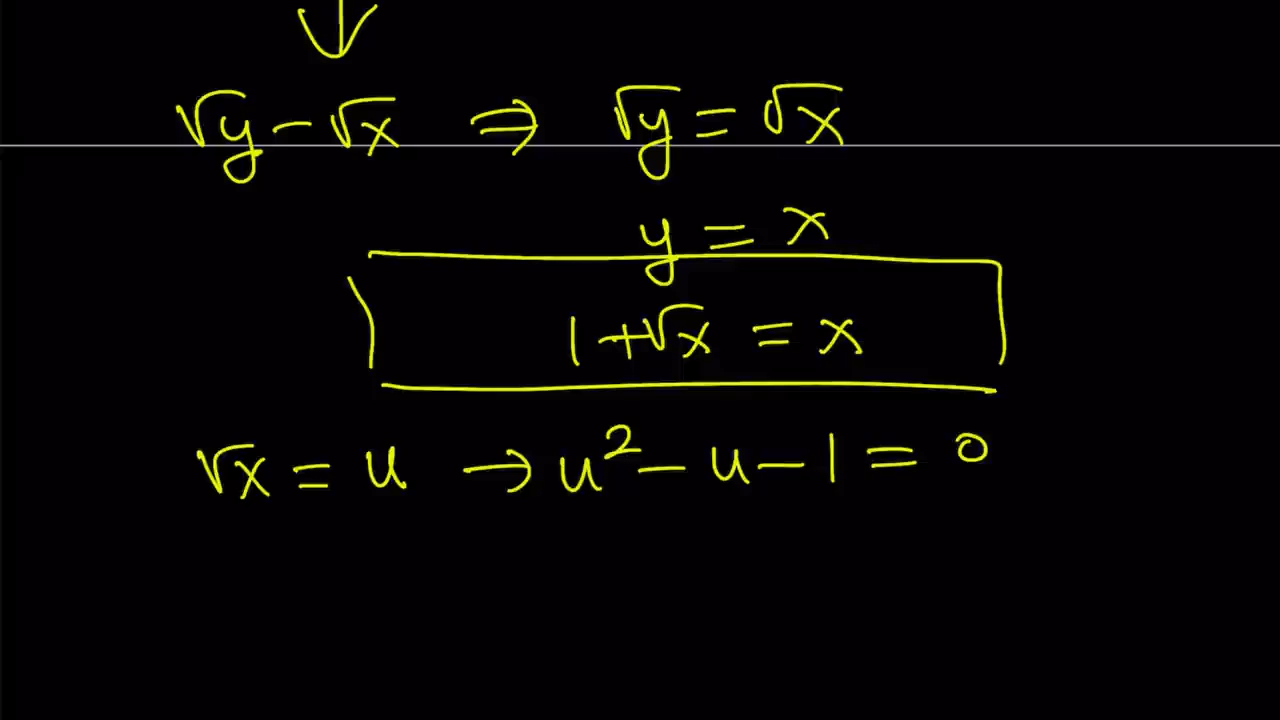 √y - √x ⇒ √y = √x
y = x
1 + √x = x
√x = u → u² - u - 1 = 0